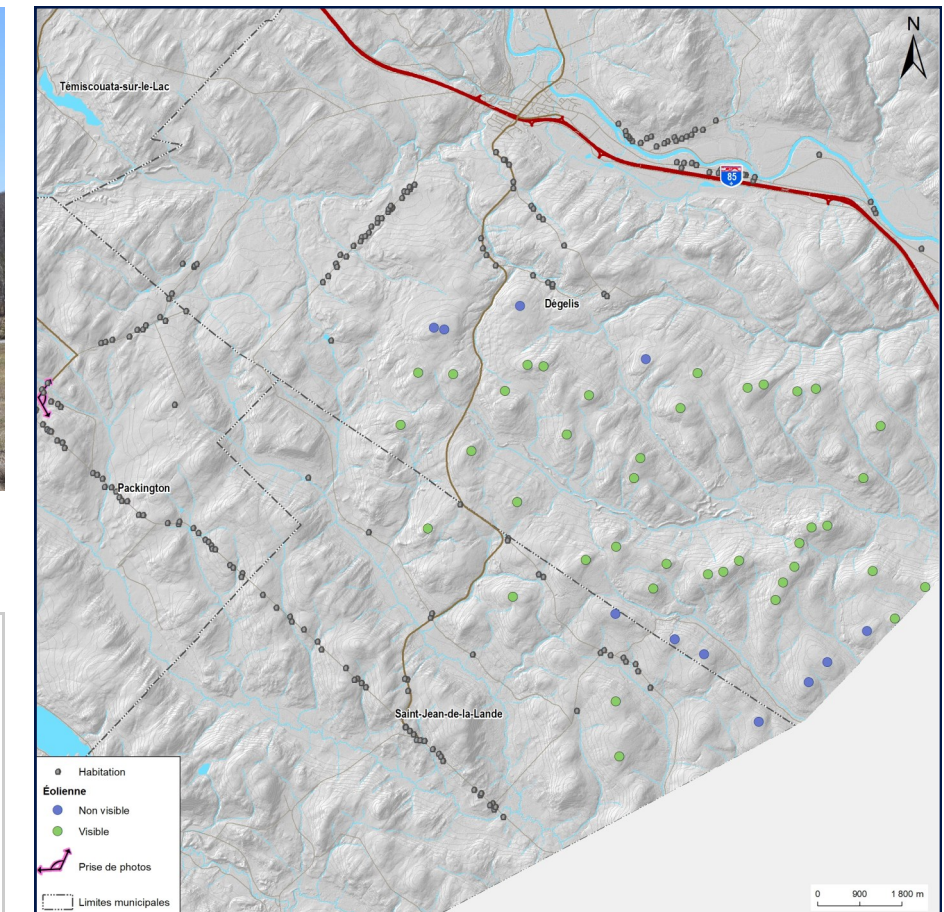 N
Témiscouata-sur-le-Lac
85
Dégelis
Packington
Saint-Jean-de-la-Lande
Habitation
Éolienne
Non visible
Visible
Prise de photos
Limites municipales
0 900 1 800 m